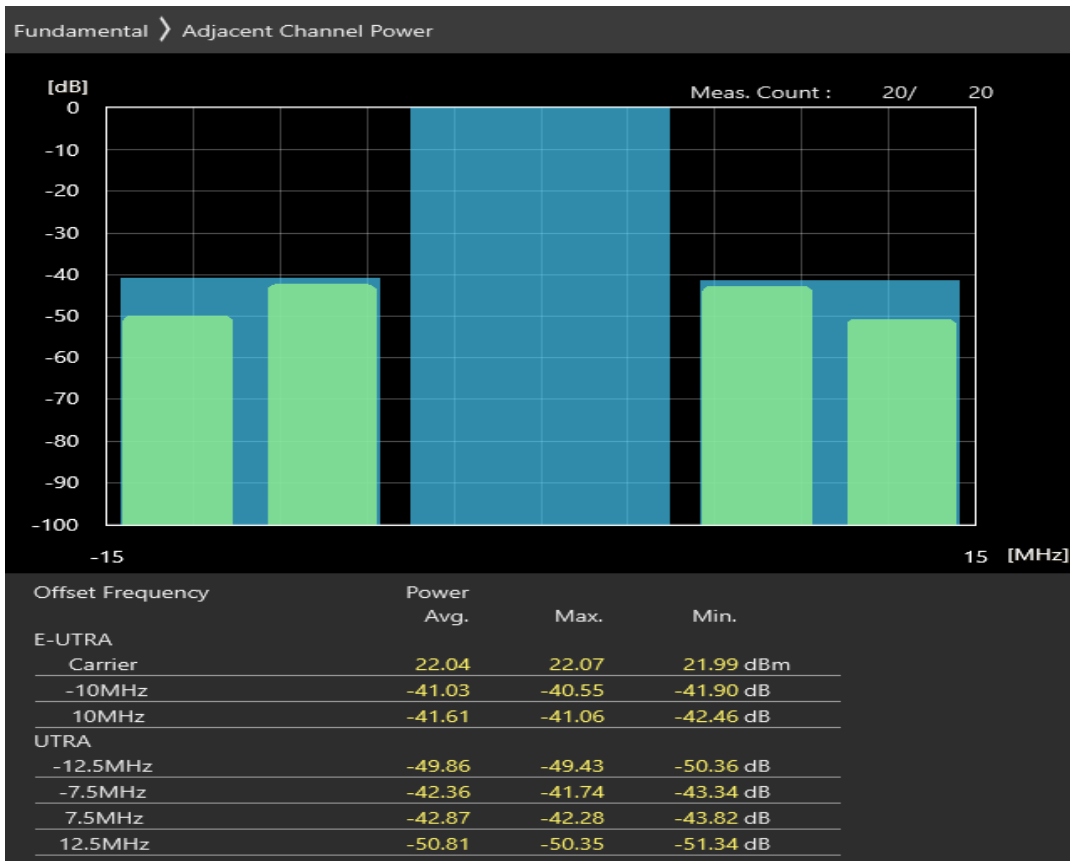 Fundamental 〉 Adjacent Channel Power
[dB]
Meas. Count : 20/ 20
0
-10
-20
-30
-40
-50
-60
-70
-80
-90
-100
-15 15 [MHz]
Offset Frequency Power
Avg. Max. Min.
E-UTRA
Carrier 22.04 22.07 21.99 dBm
-10MHz -41.03 -40.55 -41.90 dB
10MHz -41.61 -41.06 -42.46 dB
UTRA
-12.5MHz -49.86 -49.43 -50.36 dB
-7.5MHz -42.36 -41.74 -43.34 dB
7.5MHz -42.87 -42.28 -43.82 dB
12.5MHz -50.81 -50.35 -51.34 dB